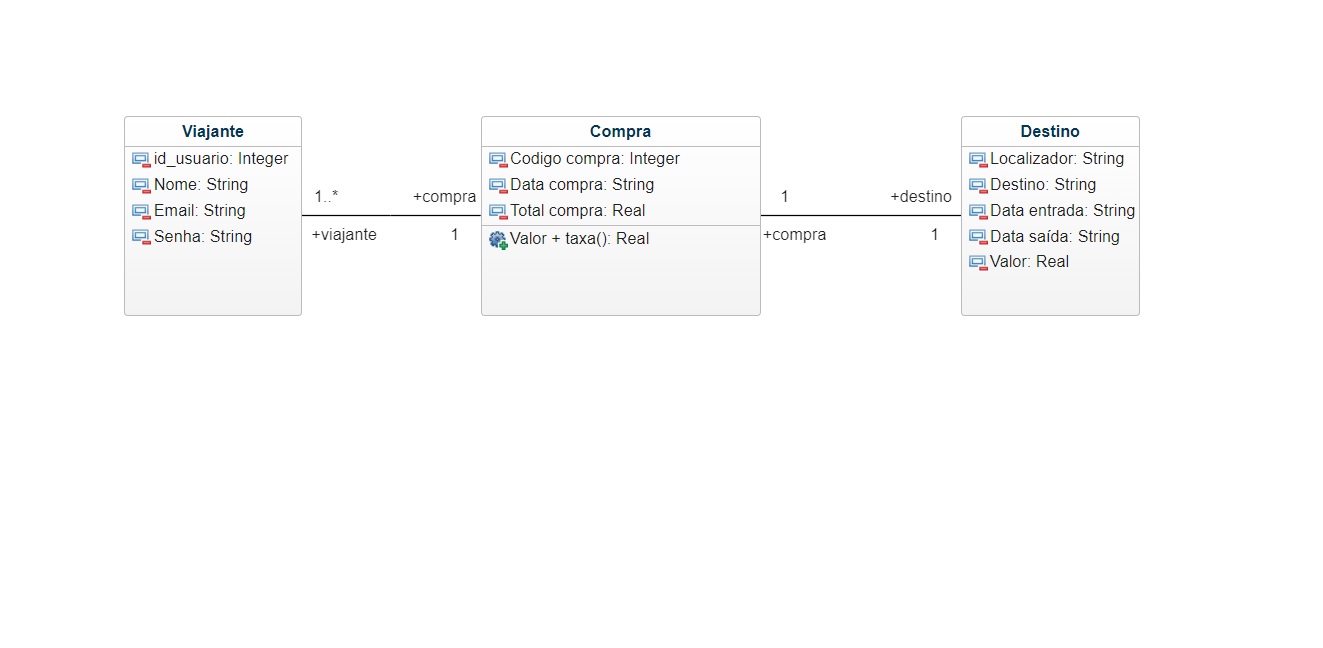 Viajante
id_usuario: Integer
Nome: String
Email: String
Senha: String
1..*
+compra
+viajante
1
Compra
Codigo compra: Integer
Data compra: String
Total compra: Real
Valor + taxa(): Real
1
+destino
+compra
1
Destino
Localizador: String
Destino: String
Data entrada: String
Data saída: String
Valor: Real